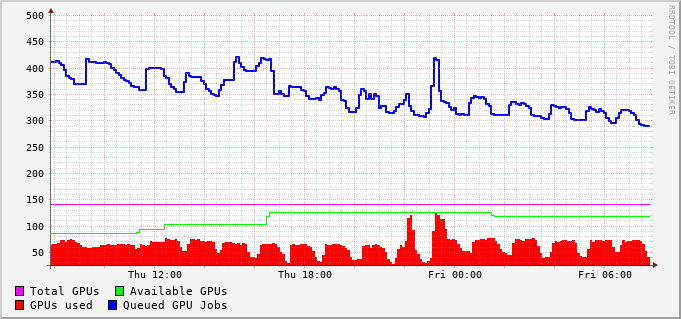 RRDTOOL / TOBI OETIKER
500
450
400
350
300
250
200
150
100
50
Thu 12:00 Thu 18:00 Fri 00:00 Fri 06:00
Total GPUs Available GPUs
GPUs used Queued GPU Jobs